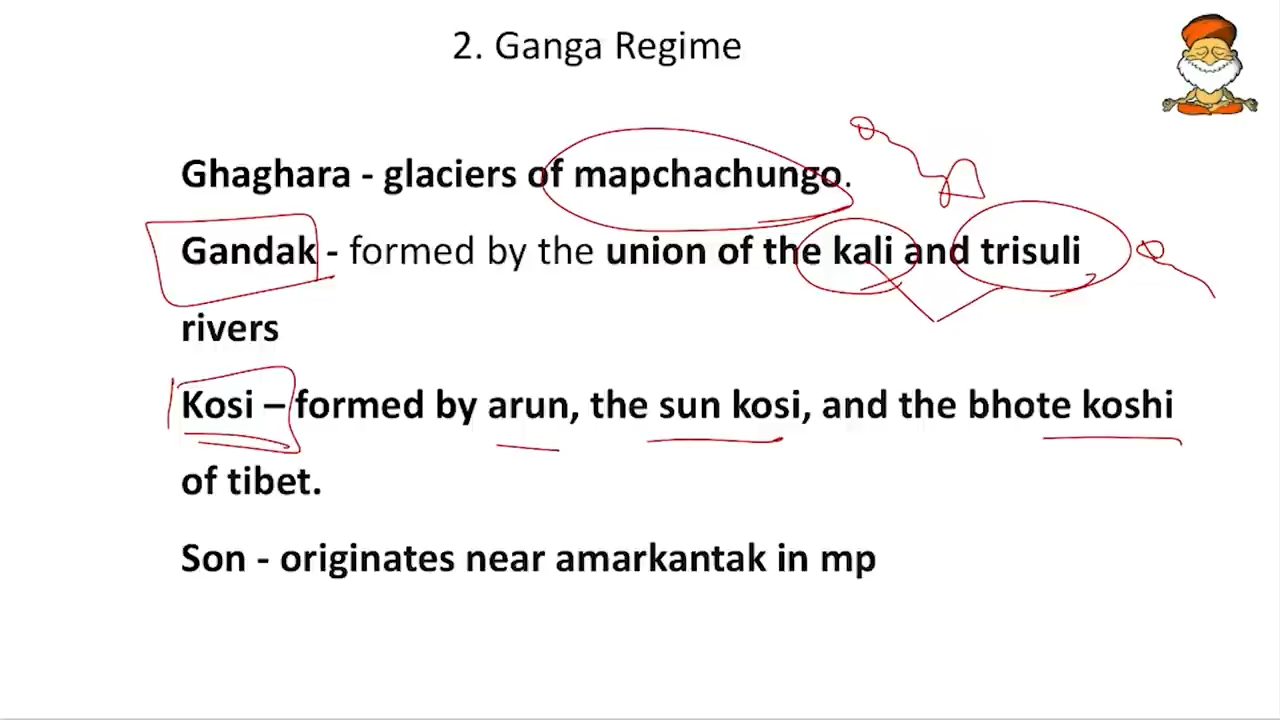 2. Ganga Regime
Ghaghara - glaciers of mapchachungo.
Gandak - formed by the union of the kali and trisuli
rivers
Kosi – formed by arun, the sun kosi, and the bhote koshi
of tibet.
Son - originates near amarkantak in mp